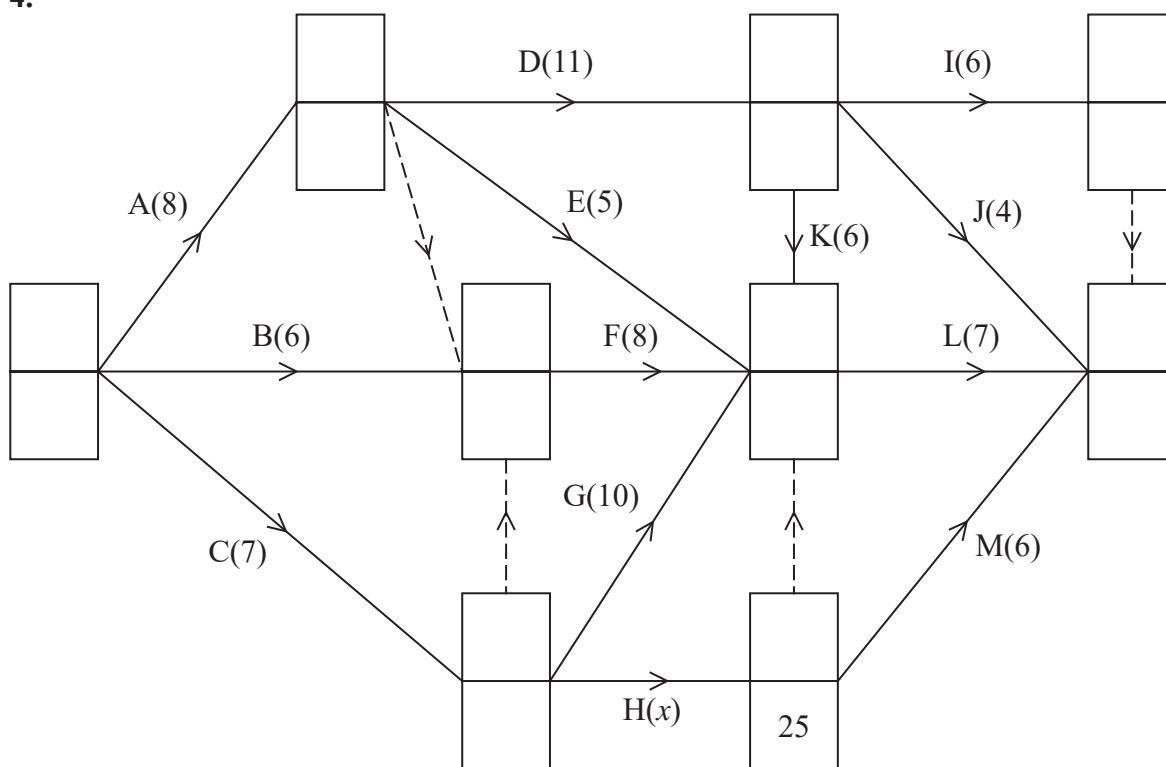 4.
D(11)
I(6)
A(8)
E(5)
J(4)
K(6)
B(6)
F(8)
L(7)
G(10)
C(7)
M(6)
H(x)
25